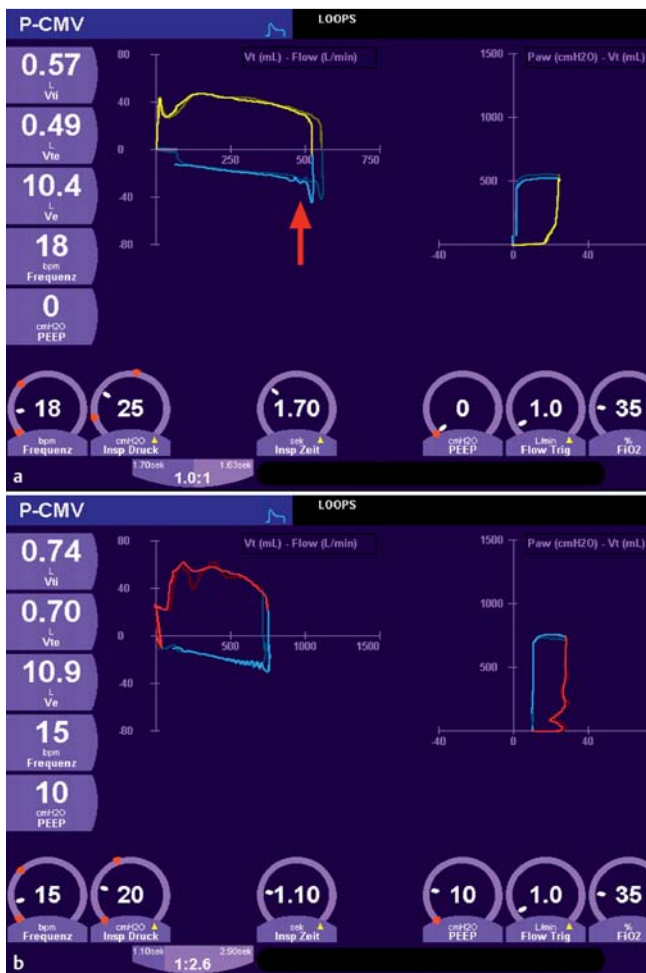 P-CMV
LOOPS
0.57
L
Vti
0.49
L
Vte
10.4
L
Ve
18
bpm
Frequenz
0
cmH2O
PEEP
Vt (mL) - Flow (L/min)
80
40
0
-40
-80
250
500
750
Paw (cmH2O) - Vt (mL)
1500
1000
500
-40
0
40
18
bpm
Frequenz
25
cmH2O
Insp Druck
1.70
sek
Insp Zeit
0
cmH2O
PEEP
1.0
L/min
Flow Trig
35
%
FiO2
1.70sek
1.63sek
1.0:1
a
P-CMV
LOOPS
0.74
L
Vti
0.70
L
Vte
10.9
L
Ve
15
bpm
Frequenz
10
cmH2O
PEEP
Vt (mL) - Flow (L/min)
80
40
0
-40
-80
500
1000
1500
Paw (cmH2O) - Vt (mL)
1500
1000
500
-40
0
40
15
bpm
Frequenz
20
cmH2O
Insp Druck
1.10
sek
Insp Zeit
10
cmH2O
PEEP
1.0
L/min
Flow Trig
35
%
FiO2
1.10sek
2.90sek
1:2.6
b